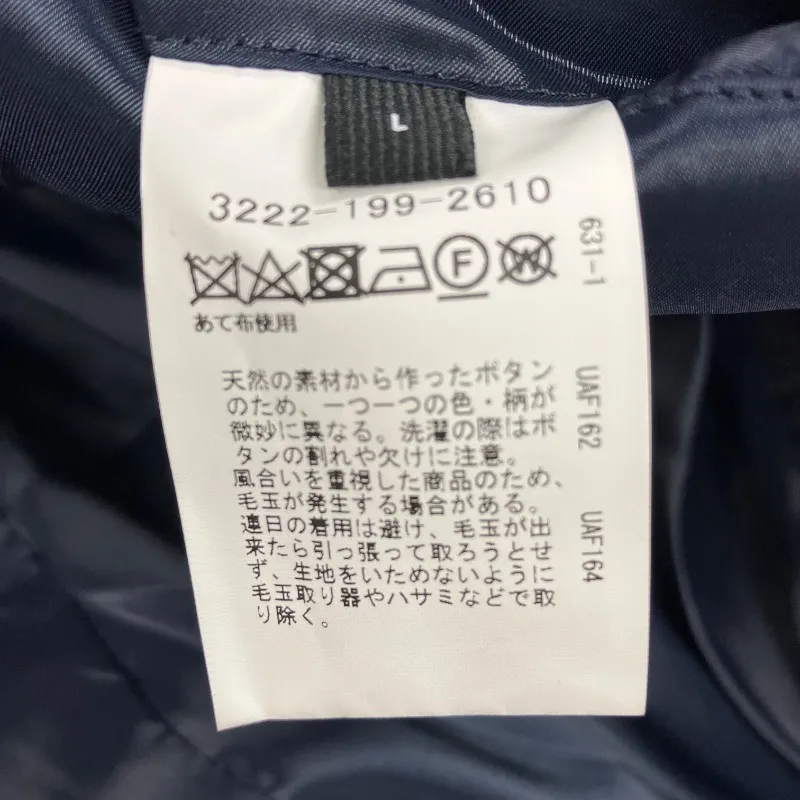 L
3222-199-2610
F W
あて布使用
天然の素材から作ったボタン
のため、一つ一つの色・柄が
微妙に異なる。洗濯の際はボ
タンの割れや欠けに注意。
風合いを重視した商品のため、
毛玉が発生する場合がある。
連日の着用は避け、毛玉が出
来たら引っ張って取ろうとせ
ず、生地をいためないように
毛玉取り器やハサミなどで取
り除く。
631-1 UAF162 UAF164